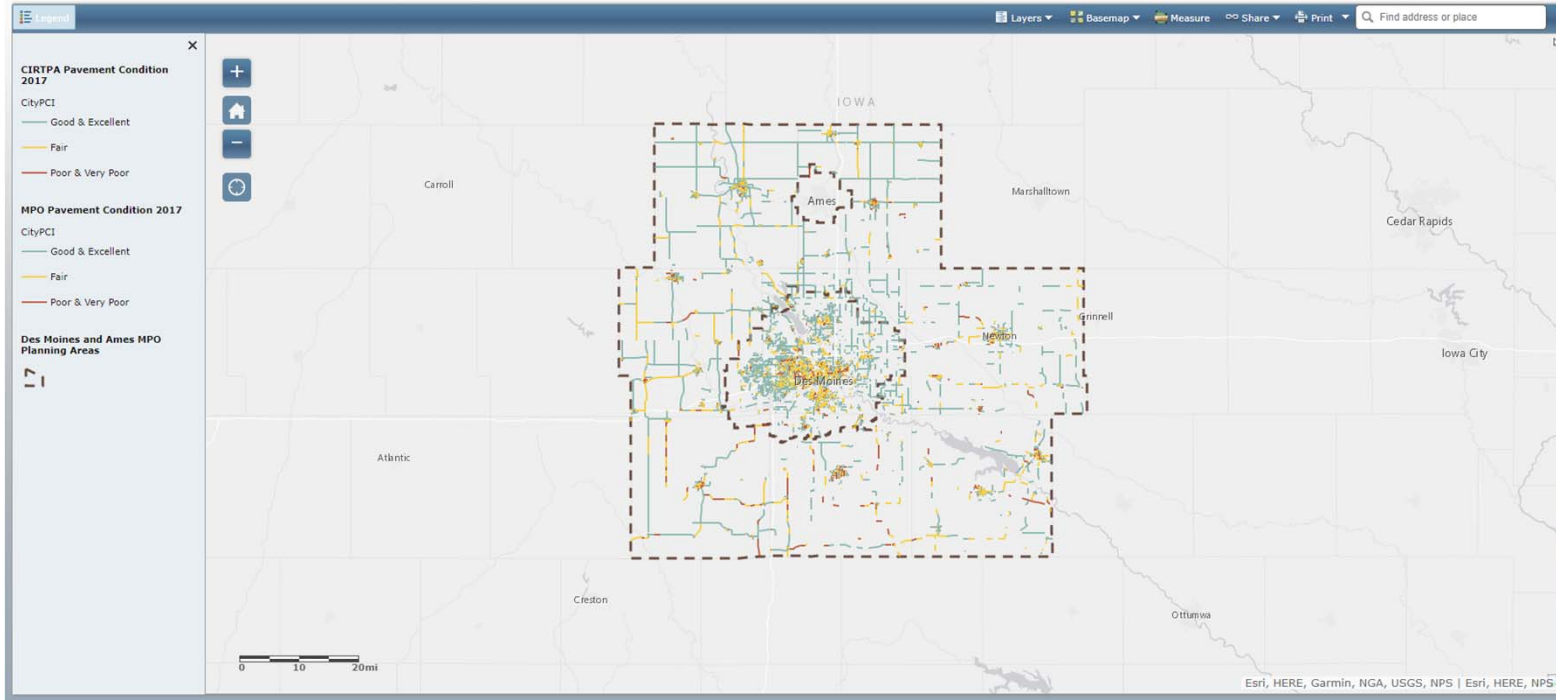 Legend
Layers
Basemap
Measure
Share
Print
Find address or place
CIRTPA Pavement Condition
2017
CityPCI
Good & Excellent
Fair
Poor & Very Poor
MPO Pavement Condition 2017
CityPCI
Good & Excellent
Fair
Poor & Very Poor
Des Moines and Ames MPO
Planning Areas
IOWA
Carroll
Ames
Marshalltown
Cedar Rapids
Grinnell
Newton
Iowa City
Des Moines
Atlantic
Creston
Ottumwa
0 10 20mi
Esri, HERE, Garmin, NGA, USGS, NPS | Esri, HERE, NPS